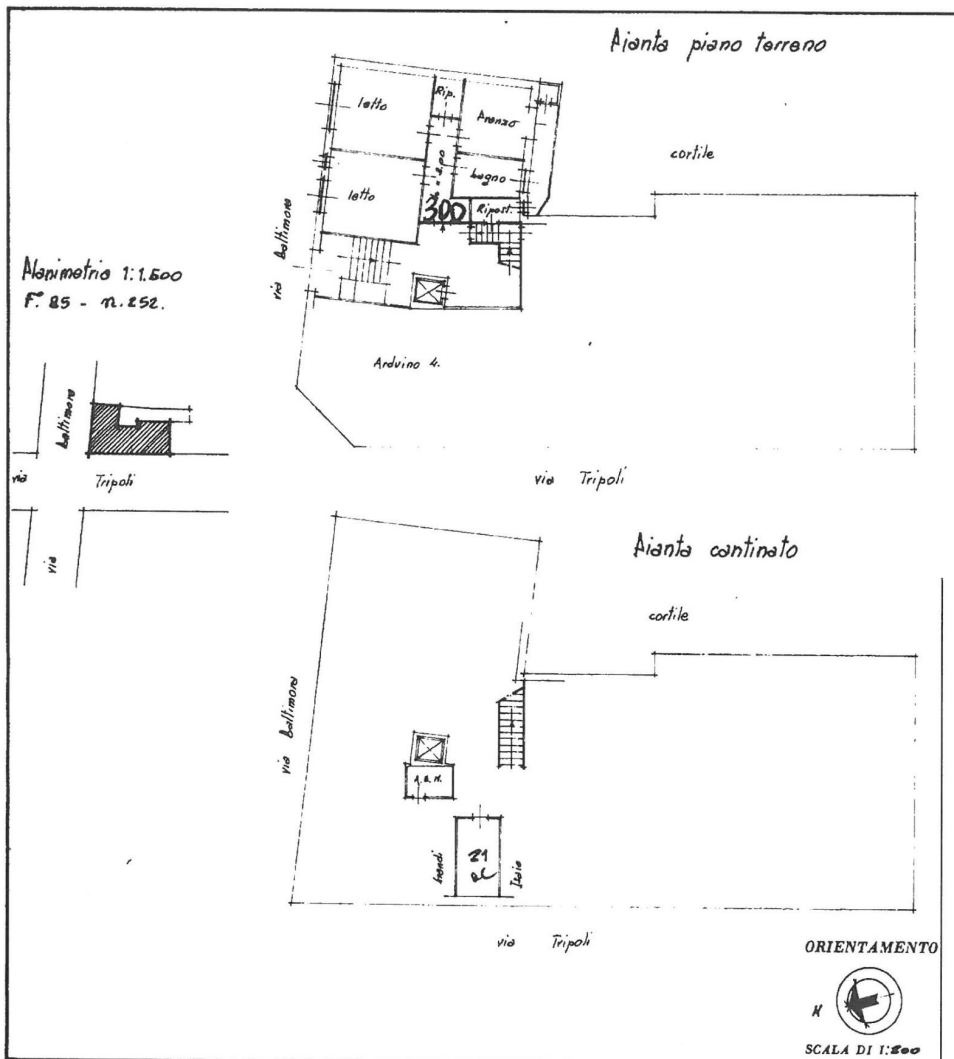 Pianta piano terreno
letto
Rip.
Pranzo
cortile
bagno
letto
300
Ripost.
via Baltimora
Planimetria 1:1.500
F. 85 - n. 252.
Arduino 4.
via Baltimora
via Tripoli
via Tripoli
Pianta cantinato
cortile
via Baltimora
21
via Tripoli
ORIENTAMENTO
N
SCALA DI 1:200